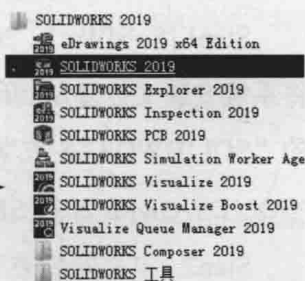 SOLIDWORKS 2019
eDrawings 2019 x64 Edition
SOLIDWORKS 2019
SOLIDWORKS Explorer 2019
SOLIDWORKS Inspection 2019
SOLIDWORKS PCB 2019
SOLIDWORKS Simulation Worker Age
SOLIDWORKS Visualize 2019
SOLIDWORKS Visualize Boost 2019
Visualize Queue Manager 2019
SOLIDWORKS Composer 2019
SOLIDWORKS 工具